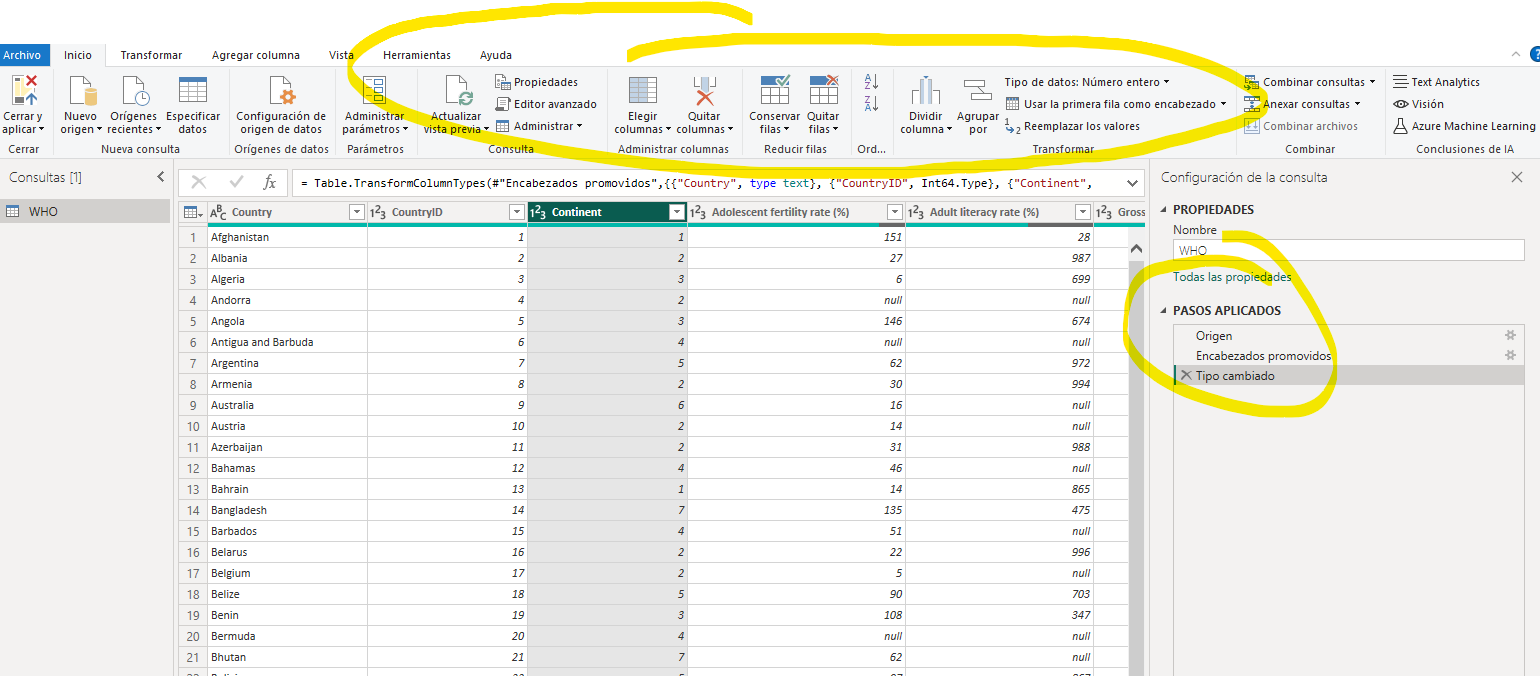 Archivo Inicio Transformar Agregar columna Vista Herramientas Ayuda
Cerrar y aplicar
Nuevo origen
Orígenes recientes
Especificar datos
Configuración de origen de datos
Administrar parámetros
Actualizar vista previa
Propiedades
Editor avanzado
Administrar
Elegir columnas
Quitar columnas
Conservar filas
Quitar filas
Dividir columna
Agrupar por
Tipo de datos: Número entero
Usar la primera fila como encabezado
Reemplazar los valores
Combinar consultas
Anexar consultas
Combinar archivos
Text Analytics
Visión
Azure Machine Learning
Cerrar Nueva consulta Orígenes de datos Parámetros Consulta Administrar columnas Reducir filas Ord... Transformar Combinar Conclusiones de IA
Consultas [1]
WHO
fx = Table.TransformColumnTypes(#"Encabezados promovidos",{{"Country", type text}, {"CountryID", Int64.Type}, {"Continent",
Country CountryID Continent Adolescent fertility rate (%) Adult literacy rate (%) Gross
1 Afghanistan 1 1 151 28
2 Albania 2 2 27 987
3 Algeria 3 3 6 699
4 Andorra 4 2 null null
5 Angola 5 3 146 674
6 Antigua and Barbuda 6 4 null null
7 Argentina 7 5 62 972
8 Armenia 8 2 30 994
9 Australia 9 6 16 null
10 Austria 10 2 14 null
11 Azerbaijan 11 2 31 988
12 Bahamas 12 4 46 null
13 Bahrain 13 1 14 865
14 Bangladesh 14 7 135 475
15 Barbados 15 4 51 null
16 Belarus 16 2 22 996
17 Belgium 17 2 5 null
18 Belize 18 5 90 703
19 Benin 19 3 108 347
20 Bermuda 20 4 null null
21 Bhutan 21 7 62 null
Configuración de la consulta
PROPIEDADES
Nombre
WHO
Todas las propiedades
PASOS APLICADOS
Origen
Encabezados promovidos
Tipo cambiado